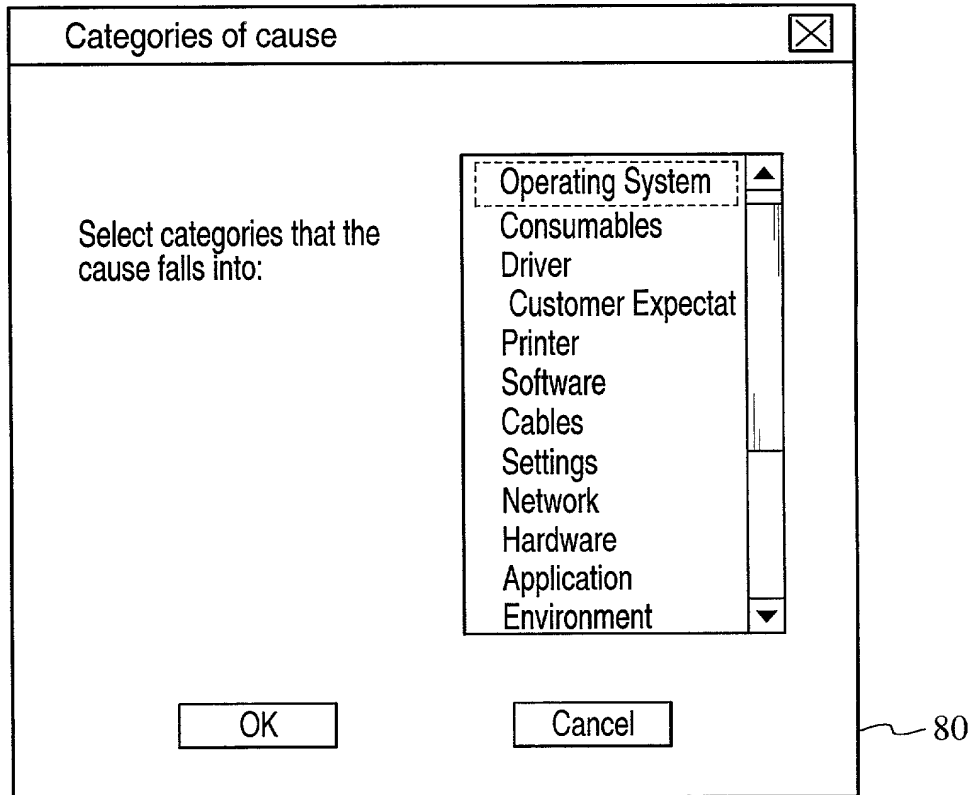 Categories of cause
Select categories that the
cause falls into:
Operating System
Consumables
Driver
Customer Expectat
Printer
Software
Cables
Settings
Network
Hardware
Application
Environment
OK
Cancel
80